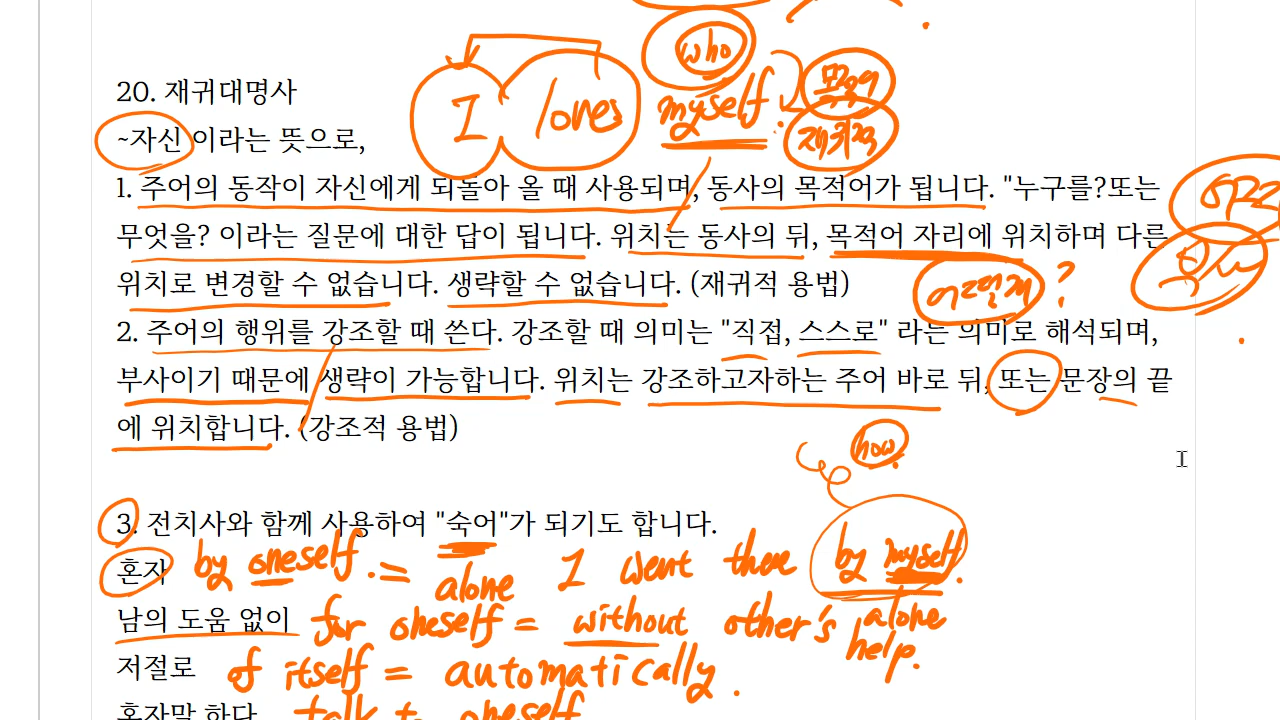 who
20. 재귀대명사
I loves myself. 목적어
~자신 이라는 뜻으로,
재귀적
1. 주어의 동작이 자신에게 되돌아 올 때 사용되며, 동사의 목적어가 됩니다. "누구를?또는
무엇을? 이라는 질문에 대한 답이 됩니다. 위치는 동사의 뒤, 목적어 자리에 위치하며 다른
위치로 변경할 수 없습니다. 생략할 수 없습니다. (재귀적 용법)
부사
어떻게?
2. 주어의 행위를 강조할 때 쓴다. 강조할 때 의미는 "직접, 스스로" 라는 의미로 해석되며,
부사이기 때문에 생략이 가능합니다. 위치는 강조하고자하는 주어 바로 뒤, 또는 문장의 끝
에 위치합니다. (강조적 용법)
how
3. 전치사와 함께 사용하여 "숙어"가 되기도 합니다.
혼자 by oneself. = alone I went there by myself.
alone
남의 도움 없이 for oneself = without other's help.
저절로 of itself = automatically.
혼자말 하다 talk to oneself